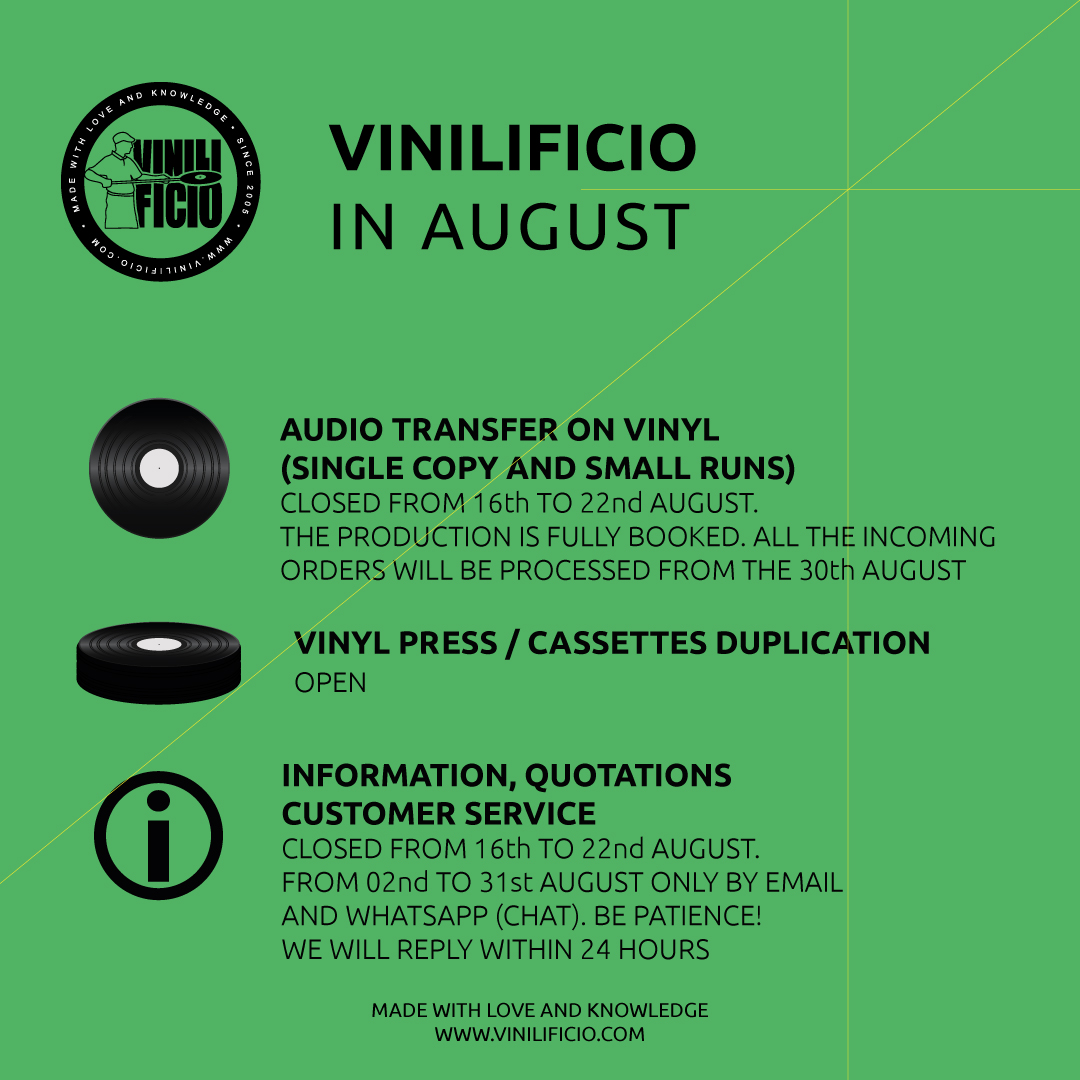 MADE WITH LOVE AND KNOWLEDGE • SINCE 2005 • WWW.VINILIFICIO.COM •
VINILI
FICIO
VINILIFICIO
IN AUGUST
AUDIO TRANSFER ON VINYL
(SINGLE COPY AND SMALL RUNS)
CLOSED FROM 16th TO 22nd AUGUST.
THE PRODUCTION IS FULLY BOOKED. ALL THE INCOMING
ORDERS WILL BE PROCESSED FROM THE 30th AUGUST
VINYL PRESS / CASSETTES DUPLICATION
OPEN
INFORMATION, QUOTATIONS
CUSTOMER SERVICE
CLOSED FROM 16th TO 22nd AUGUST.
FROM 02nd TO 31st AUGUST ONLY BY EMAIL
AND WHATSAPP (CHAT). BE PATIENCE!
WE WILL REPLY WITHIN 24 HOURS
MADE WITH LOVE AND KNOWLEDGE
WWW.VINILIFICIO.COM